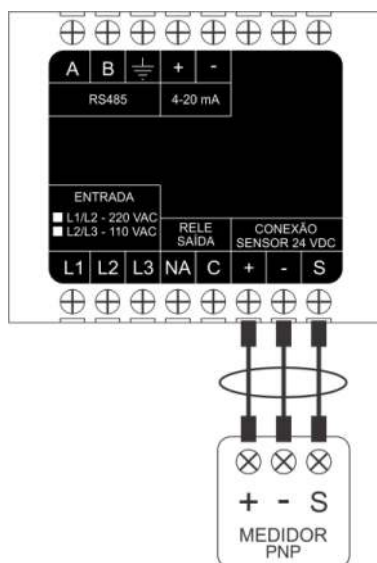 A B + -
RS485 4-20 mA
ENTRADA
L1/L2 - 220 VAC
L2/L3 - 110 VAC
RELE
SAÍDA
CONEXÃO
SENSOR 24 VDC
L1 L2 L3 NA C + - S
+ - S
MEDIDOR
PNP